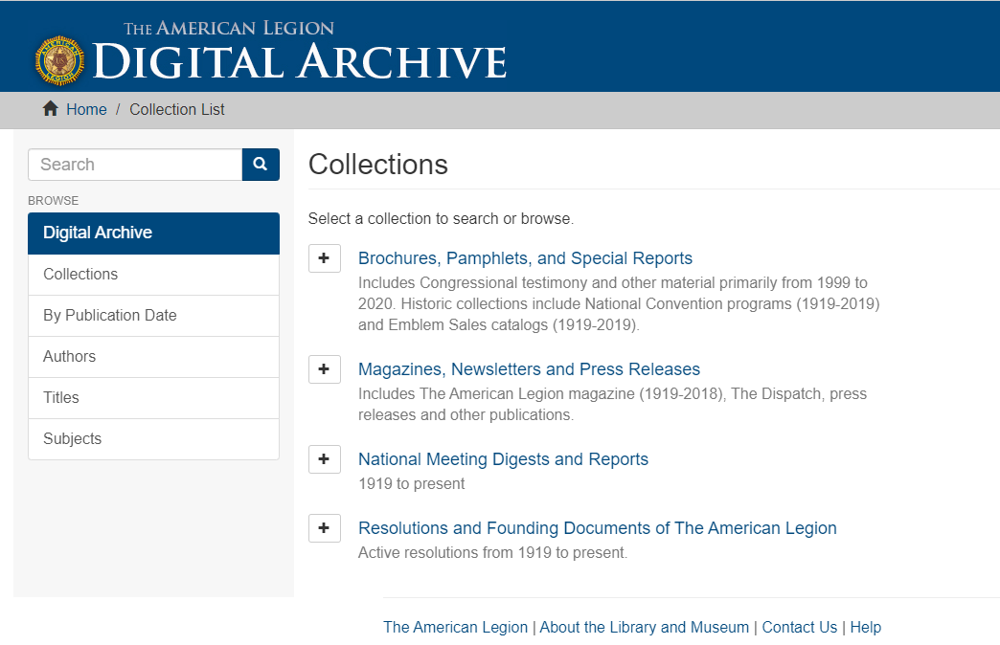 THE AMERICAN LEGION
DIGITAL ARCHIVE
Home / Collection List
Search
BROWSE
Digital Archive
Collections
By Publication Date
Authors
Titles
Subjects
Collections
Select a collection to search or browse.
Brochures, Pamphlets, and Special Reports
Includes Congressional testimony and other material primarily from 1999 to
2020. Historic collections include National Convention programs (1919-2019)
and Emblem Sales catalogs (1919-2019).
Magazines, Newsletters and Press Releases
Includes The American Legion magazine (1919-2018), The Dispatch, press
releases and other publications.
National Meeting Digests and Reports
1919 to present
Resolutions and Founding Documents of The American Legion
Active resolutions from 1919 to present.
The American Legion | About the Library and Museum | Contact Us | Help